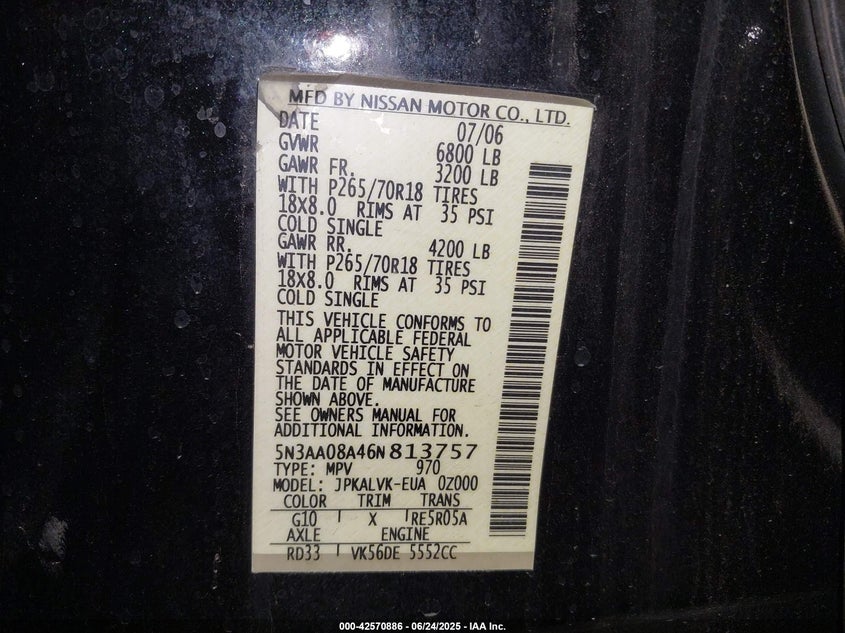 MFD BY NISSAN MOTOR CO., LTD.
DATE 07/06
GVWR 6800 LB
GAWR FR. 3200 LB
WITH P265/70R18 TIRES
18X8.0 RIMS AT 35 PSI
COLD SINGLE
GAWR RR. 4200 LB
WITH P265/70R18 TIRES
18X8.0 RIMS AT 35 PSI
COLD SINGLE
THIS VEHICLE CONFORMS TO
ALL APPLICABLE FEDERAL
MOTOR VEHICLE SAFETY
STANDARDS IN EFFECT ON
THE DATE OF MANUFACTURE
SHOWN ABOVE.
SEE OWNERS MANUAL FOR
ADDITIONAL INFORMATION.
5N3AA08A46N813757
TYPE: MPV 970
MODEL: JPKALVK-EUA 0Z000
COLOR TRIM TRANS
G10 X RE5R05A
AXLE ENGINE
RD33 VK56DE 5552CC
000-42570886 - 06/24/2025 - IAA Inc.